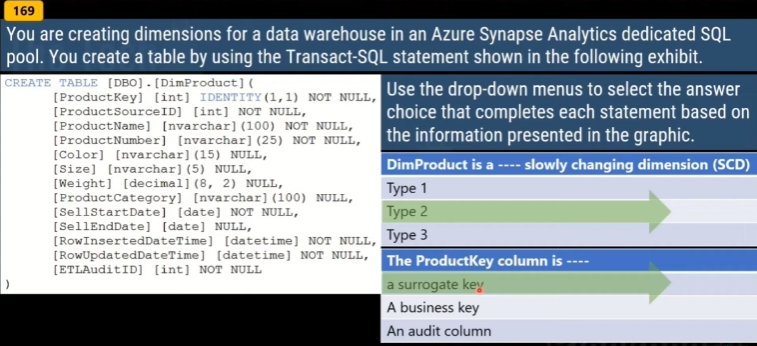 169
You are creating dimensions for a data warehouse in an Azure Synapse Analytics dedicated SQL
pool. You create a table by using the Transact-SQL statement shown in the following exhibit.
CREATE TABLE [DBO].[DimProduct](
[ProductKey] [int] IDENTITY(1,1) NOT NULL,
[ProductSourceID] [int] NOT NULL,
[ProductName] [nvarchar](100) NOT NULL,
[ProductNumber] [nvarchar](25) NOT NULL,
[Color] [nvarchar](15) NULL,
[Size] [nvarchar](5) NULL,
[Weight] [decimal](8, 2) NULL,
[ProductCategory] [nvarchar](100) NULL,
[SellStartDate] [date] NOT NULL,
[SellEndDate] [date] NULL,
[RowInsertedDateTime] [datetime] NOT NULL,
[RowUpdatedDateTime] [datetime] NOT NULL,
[ETLAuditID] [int] NOT NULL
)
Use the drop-down menus to select the answer
choice that completes each statement based on
the information presented in the graphic.
DimProduct is a ---- slowly changing dimension (SCD)
Type 1
Type 2
Type 3
The ProductKey column is ----
a surrogate key
A business key
An audit column